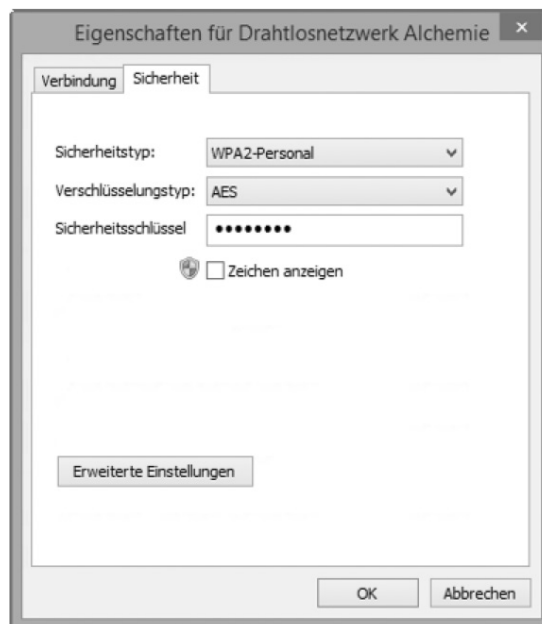 Eigenschaften für Drahtlosnetzwerk Alchemie
Verbindung Sicherheit
Sicherheitstyp: WPA2-Personal
Verschlüsselungstyp: AES
Sicherheitsschlüssel ••••••••
Zeichen anzeigen
Erweiterte Einstellungen
OK Abbrechen